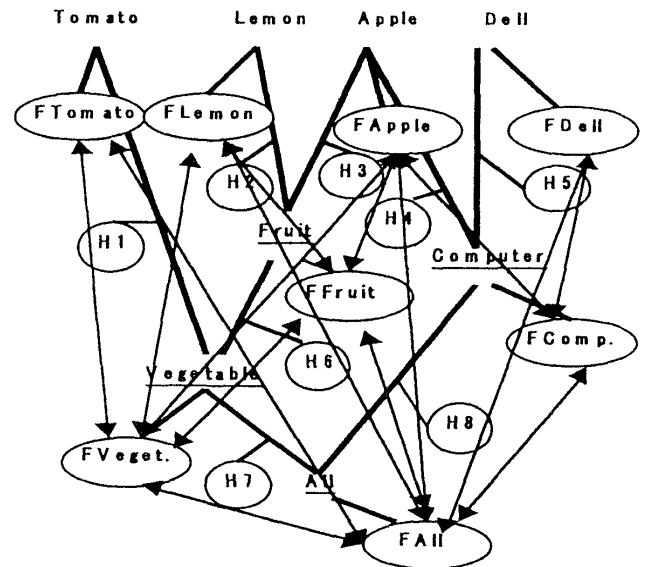 Tomato Lemon Apple Dell
FTomato FLemon FApple FDell
H2 H3 H5
H1 Fruit H4
Computer
FFruit
FComp.
H6
Vegetable
H8
FVeget. H7 All
FAll